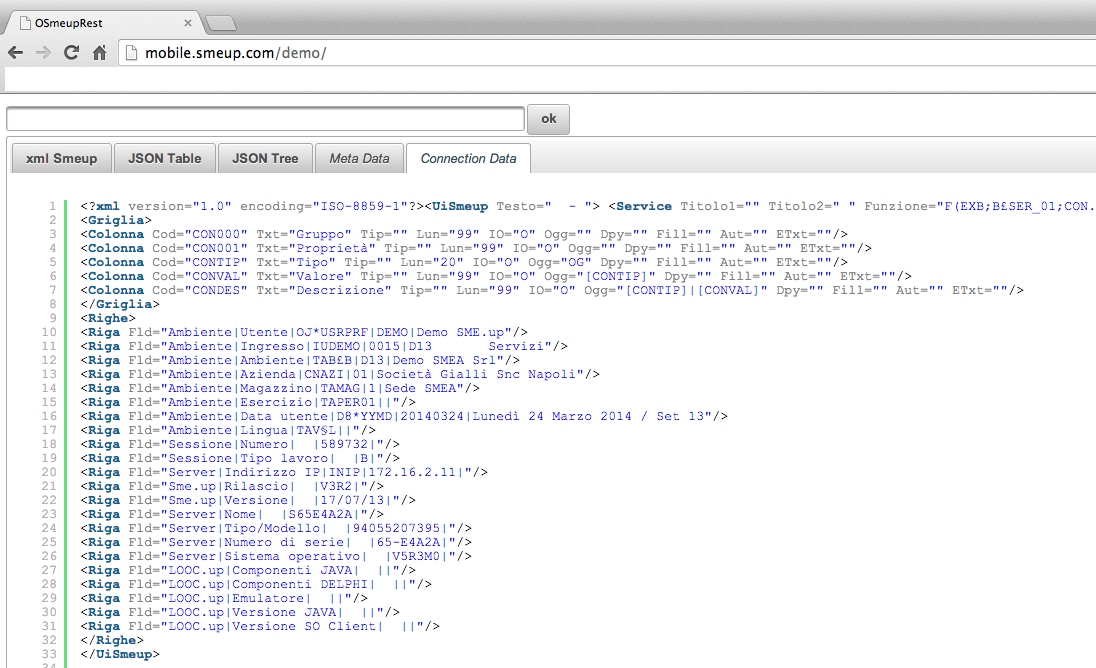 OSmeupRest
mobile.smeup.com/demo/
ok
xml Smeup JSON Table JSON Tree Meta Data Connection Data
1 <?xml version="1.0" encoding="ISO-8859-1"?><UiSmeup Testo="  - "> <Service Titolo1="" Titolo2=" " Funzione="F(EXB;B£SER_01;CON.
2 <Griglia>
3 <Colonna Cod="CON000" Txt="Gruppo" Tip="" Lun="99" IO="O" Ogg="" Dpy="" Fill="" Aut="" ETxt=""/>
4 <Colonna Cod="CON001" Txt="Proprietà" Tip="" Lun="99" IO="O" Ogg="" Dpy="" Fill="" Aut="" ETxt=""/>
5 <Colonna Cod="CONTIP" Txt="Tipo" Tip="" Lun="20" IO="O" Ogg="OG" Dpy="" Fill="" Aut="" ETxt=""/>
6 <Colonna Cod="CONVAL" Txt="Valore" Tip="" Lun="99" IO="O" Ogg="[CONTIP]" Dpy="" Fill="" Aut="" ETxt=""/>
7 <Colonna Cod="CONDES" Txt="Descrizione" Tip="" Lun="99" IO="O" Ogg="[CONTIP]|[CONVAL]" Dpy="" Fill="" Aut="" ETxt=""/>
8 </Griglia>
9 <Righe>
10 <Riga Fld="Ambiente|Utente|OJ*USRPRF|DEMO|Demo SME.up"/>
11 <Riga Fld="Ambiente|Ingresso|IUDEMO|0015|D13       Servizi"/>
12 <Riga Fld="Ambiente|Ambiente|TAB£B|D13|Demo SMEA Srl"/>
13 <Riga Fld="Ambiente|Azienda|CNAZI|01|Società Gialli Snc Napoli"/>
14 <Riga Fld="Ambiente|Magazzino|TAMAG|1|Sede SMEA"/>
15 <Riga Fld="Ambiente|Esercizio|TAPER01||"/>
16 <Riga Fld="Ambiente|Data utente|D8*YYMD|20140324|Lunedì 24 Marzo 2014 / Set 13"/>
17 <Riga Fld="Ambiente|Lingua|TAV§L||"/>
18 <Riga Fld="Sessione|Numero|  |589732|"/>
19 <Riga Fld="Sessione|Tipo lavoro|  |B|"/>
20 <Riga Fld="Server|Indirizzo IP|INIP|172.16.2.11|"/>
21 <Riga Fld="Sme.up|Rilascio|  |V3R2|"/>
22 <Riga Fld="Sme.up|Versione|  |17/07/13|"/>
23 <Riga Fld="Server|Nome|  |S65E4A2A|"/>
24 <Riga Fld="Server|Tipo/Modello|  |94055207395|"/>
25 <Riga Fld="Server|Numero di serie|  |65-E4A2A|"/>
26 <Riga Fld="Server|Sistema operativo|  |V5R3M0|"/>
27 <Riga Fld="LOOC.up|Componenti JAVA|  ||"/>
28 <Riga Fld="LOOC.up|Componenti DELPHI|  ||"/>
29 <Riga Fld="LOOC.up|Emulatore|  ||"/>
30 <Riga Fld="LOOC.up|Versione JAVA|  ||"/>
31 <Riga Fld="LOOC.up|Versione SO Client|  ||"/>
32 </Righe>
33 </UiSmeup>
34